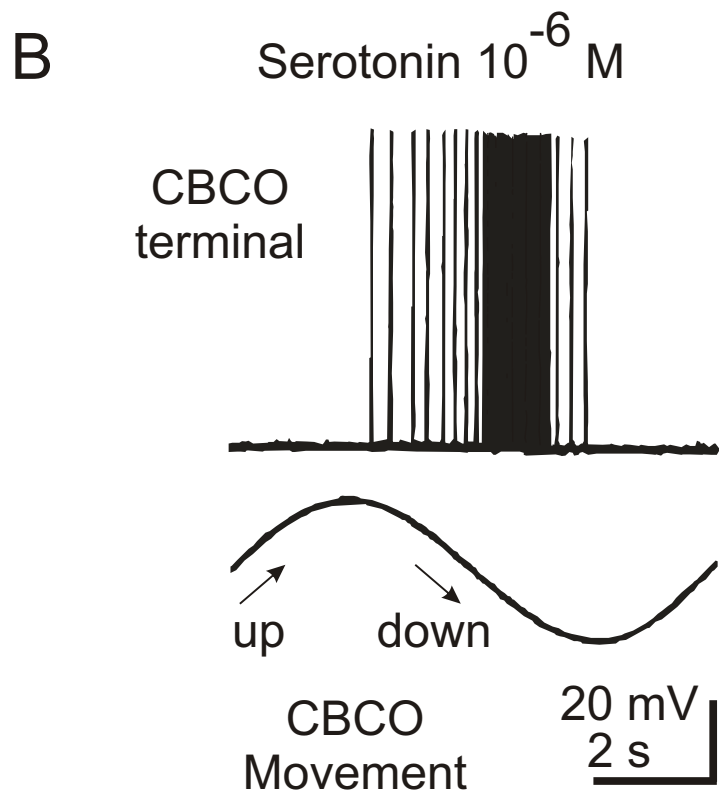 B
Serotonin 10⁻⁶ M
CBCO
terminal
up
down
CBCO
Movement
20 mV
2 s